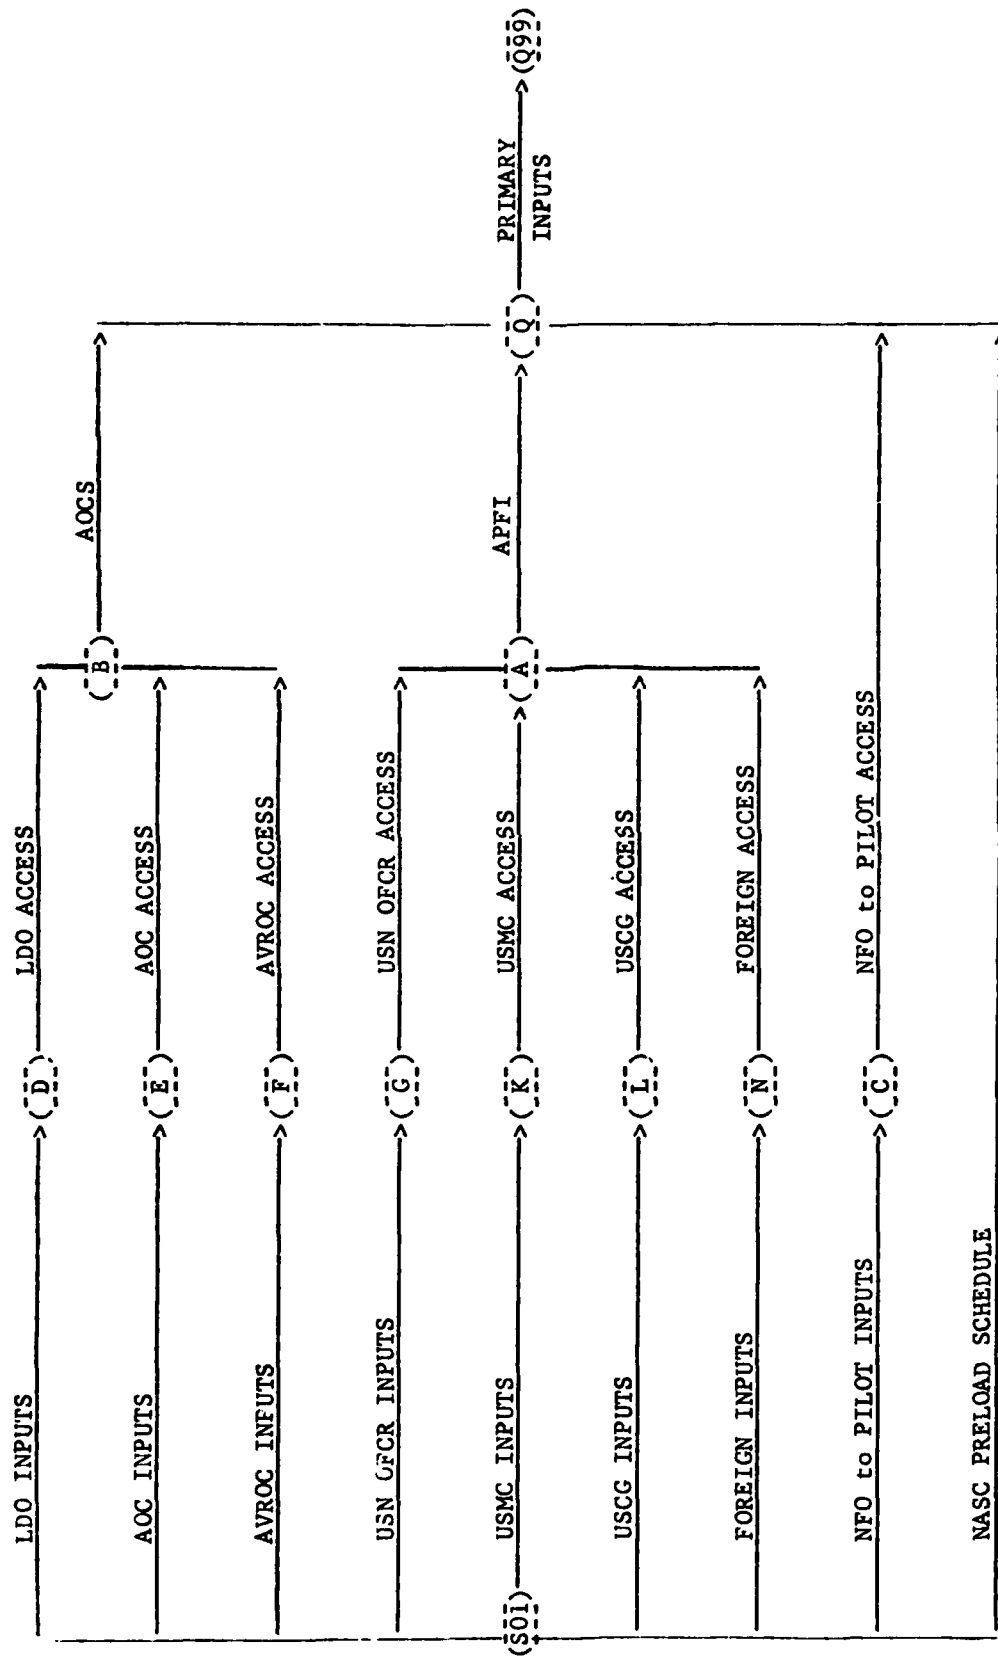 LDO INPUTS
(D)
LDO ACCESS
AOC INPUTS
(E)
AOC ACCESS
(B)
AOCS
AVROC INPUTS
(F)
AVROC ACCESS
USN OFCR INPUTS
(G)
USN OFCR ACCESS
(S01)
USMC INPUTS
(K)
USMC ACCESS
(A)
APFI
(Q)
PRIMARY
INPUTS
(Q99)
USCG INPUTS
(L)
USCG ACCESS
FOREIGN INPUTS
(N)
FOREIGN ACCESS
NFO to PILOT INPUTS
(C)
NFO to PILOT ACCESS
NASC PRELOAD SCHEDULE